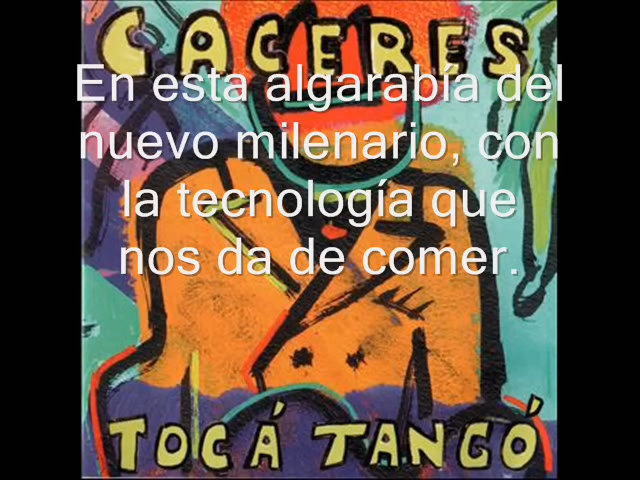 CACERES
En esta algarabía del
nuevo milenario, con
la tecnología que
nos da de comer.
TOCÁ TANGÓ